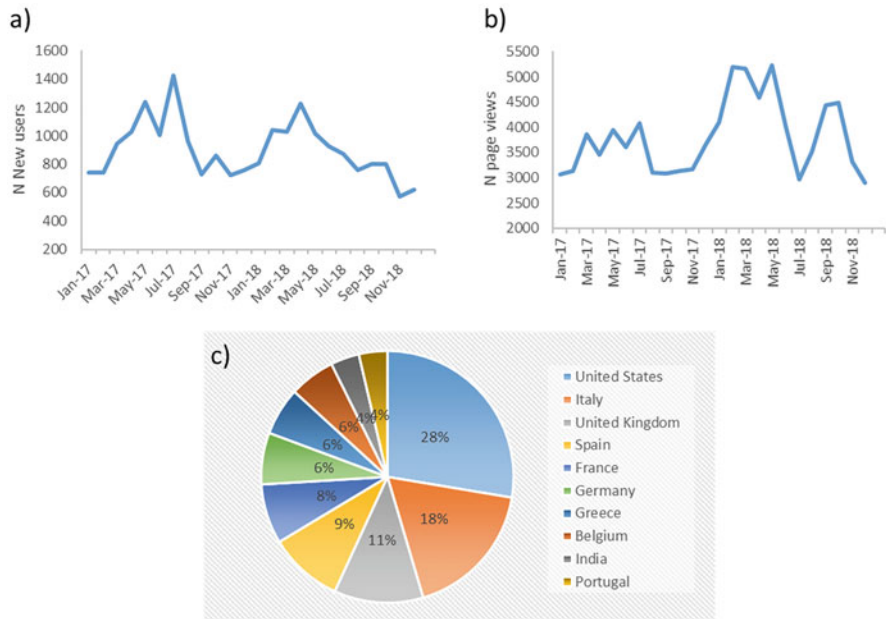 a)
N New users
1600
1400
1200
1000
800
600
400
200
Jan-17
Mar-17
May-17
Jul-17
Sep-17
Nov-17
Jan-18
Mar-18
May-18
Jul-18
Sep-18
Nov-18
b)
N page views
5500
5000
4500
4000
3500
3000
2500
2000
Jan-17
Mar-17
May-17
Jul-17
Sep-17
Nov-17
Jan-18
Mar-18
May-18
Jul-18
Sep-18
Nov-18
c)
28%
18%
11%
9%
8%
6%
6%
6%
4%
4%
United States
Italy
United Kingdom
Spain
France
Germany
Greece
Belgium
India
Portugal